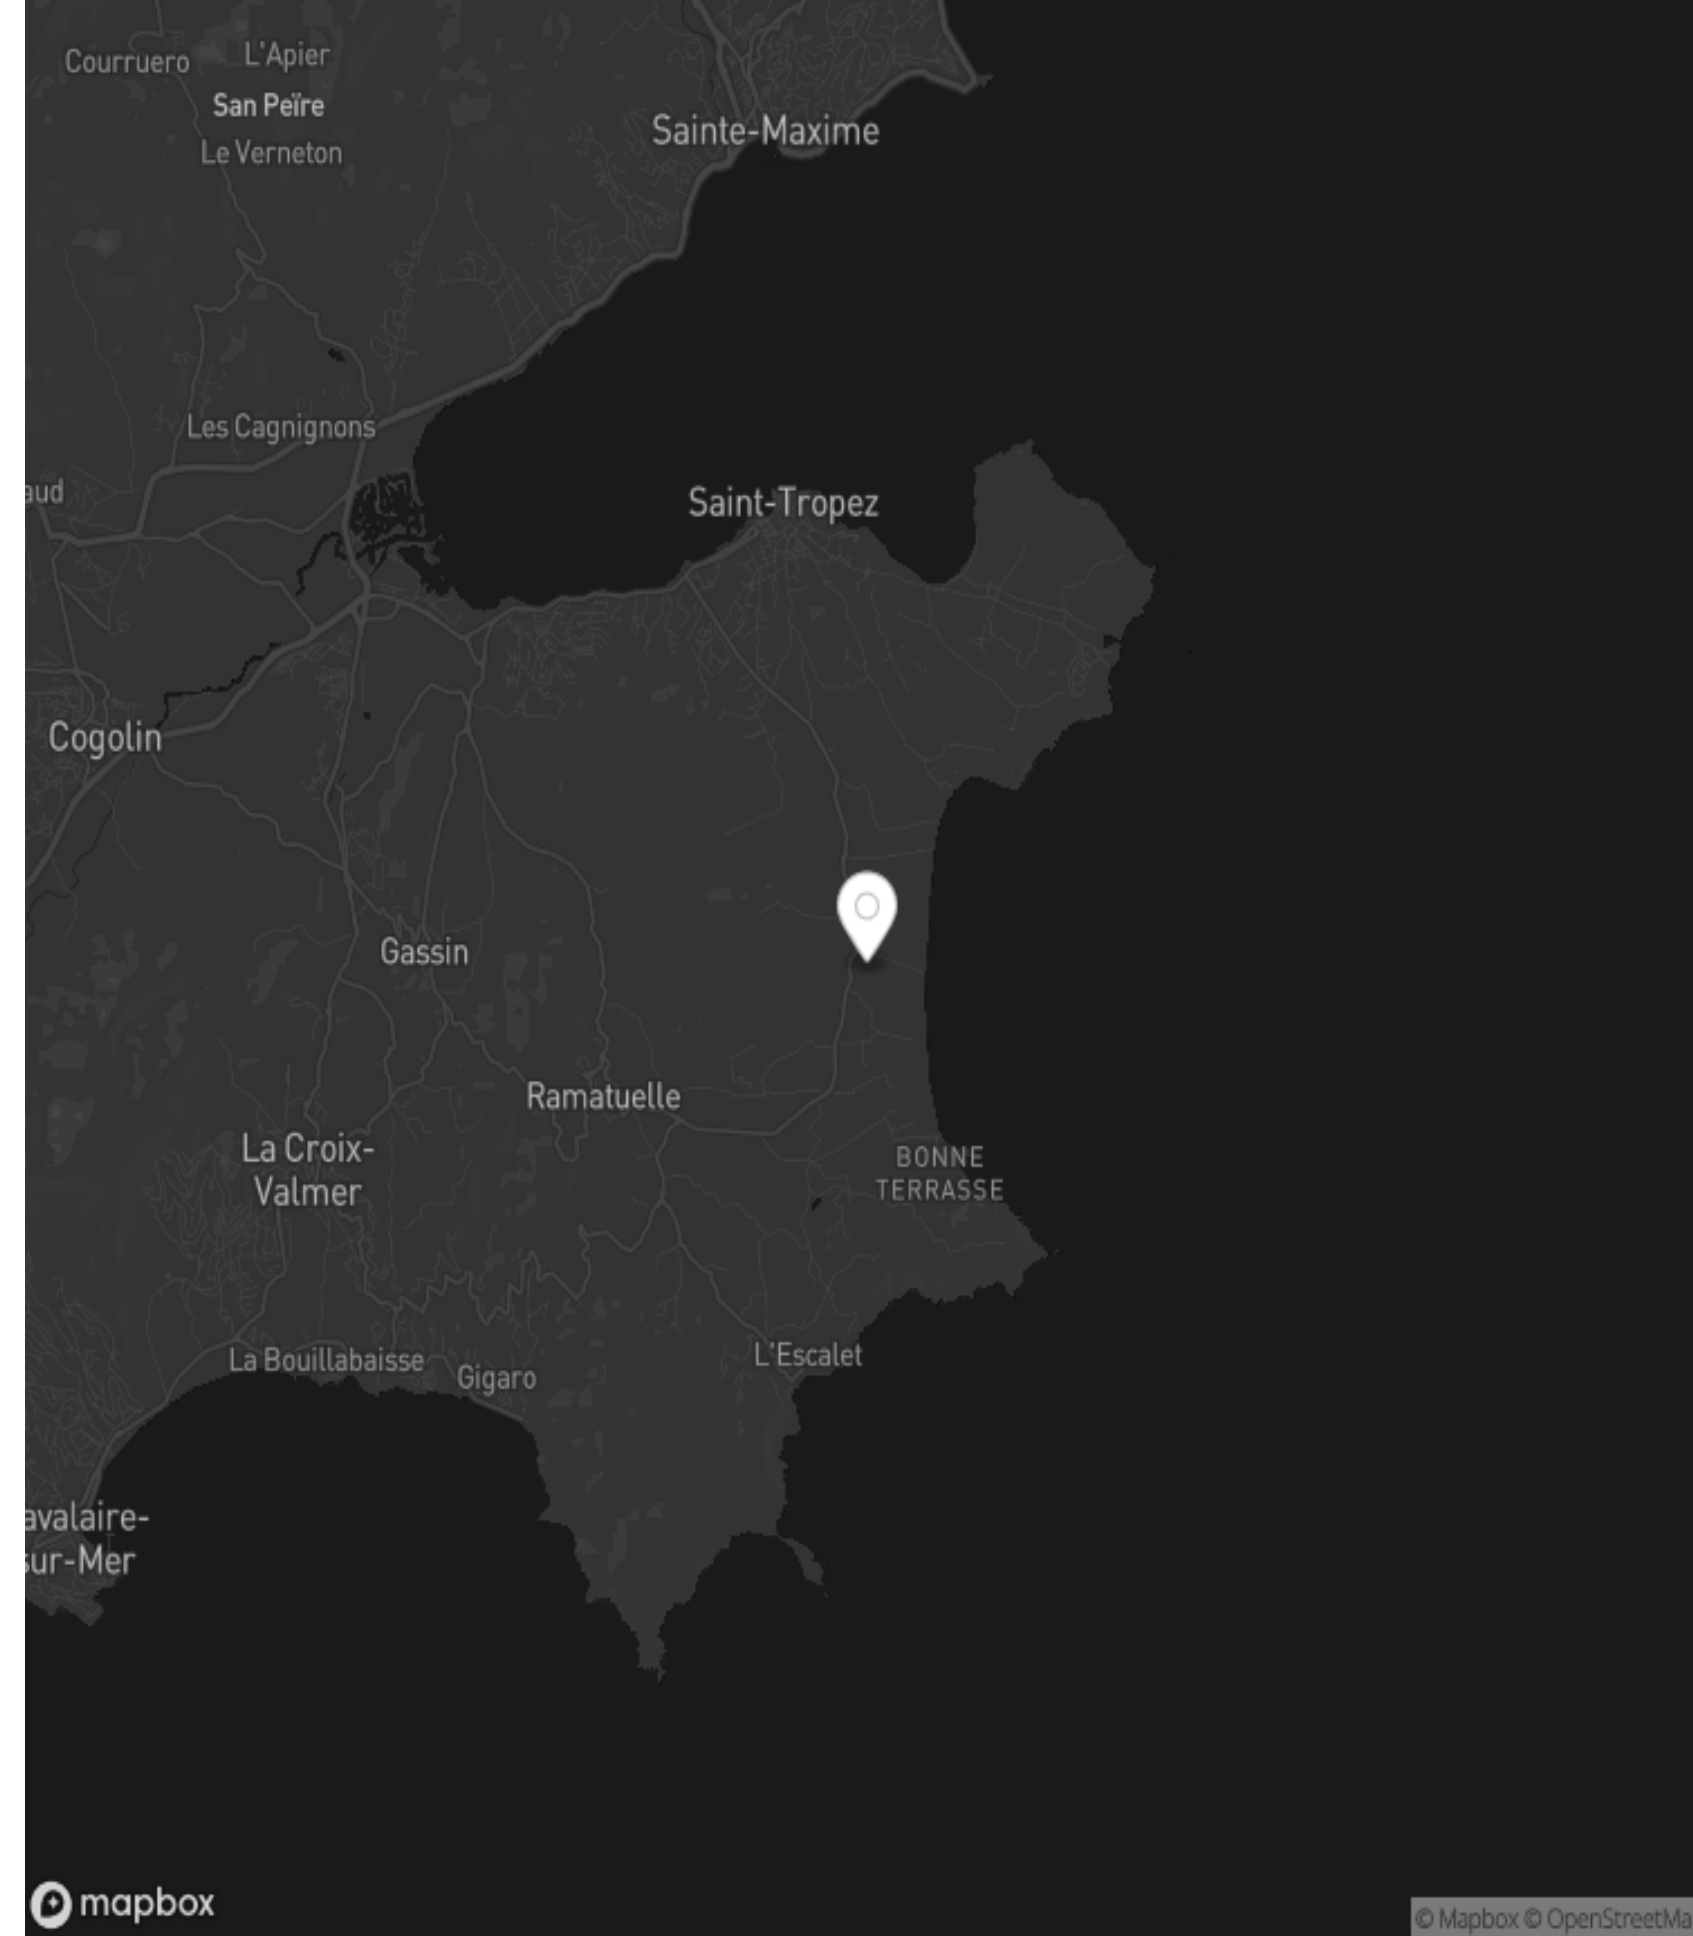 Courruero
L'Apier
San Peïre
Le Verneton
Sainte-Maxime
Les Cagnignons
aud
Saint-Tropez
Cogolin
Gassin
Ramatuelle
La Croix-
Valmer
BONNE
TERRASSE
La Bouillabaisse
Gigaro
L'Escalet
avalaire-
sur-Mer
mapbox
© Mapbox © OpenStreetMa